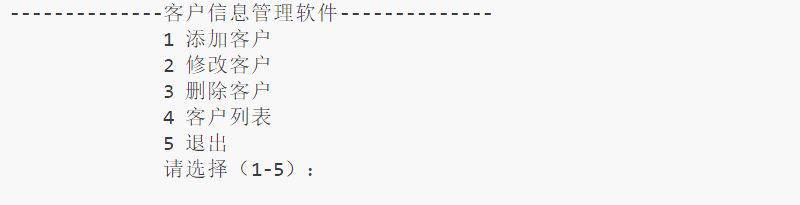 --------------客户信息管理软件--------------
1 添加客户
2 修改客户
3 删除客户
4 客户列表
5 退出
请选择（1-5）：